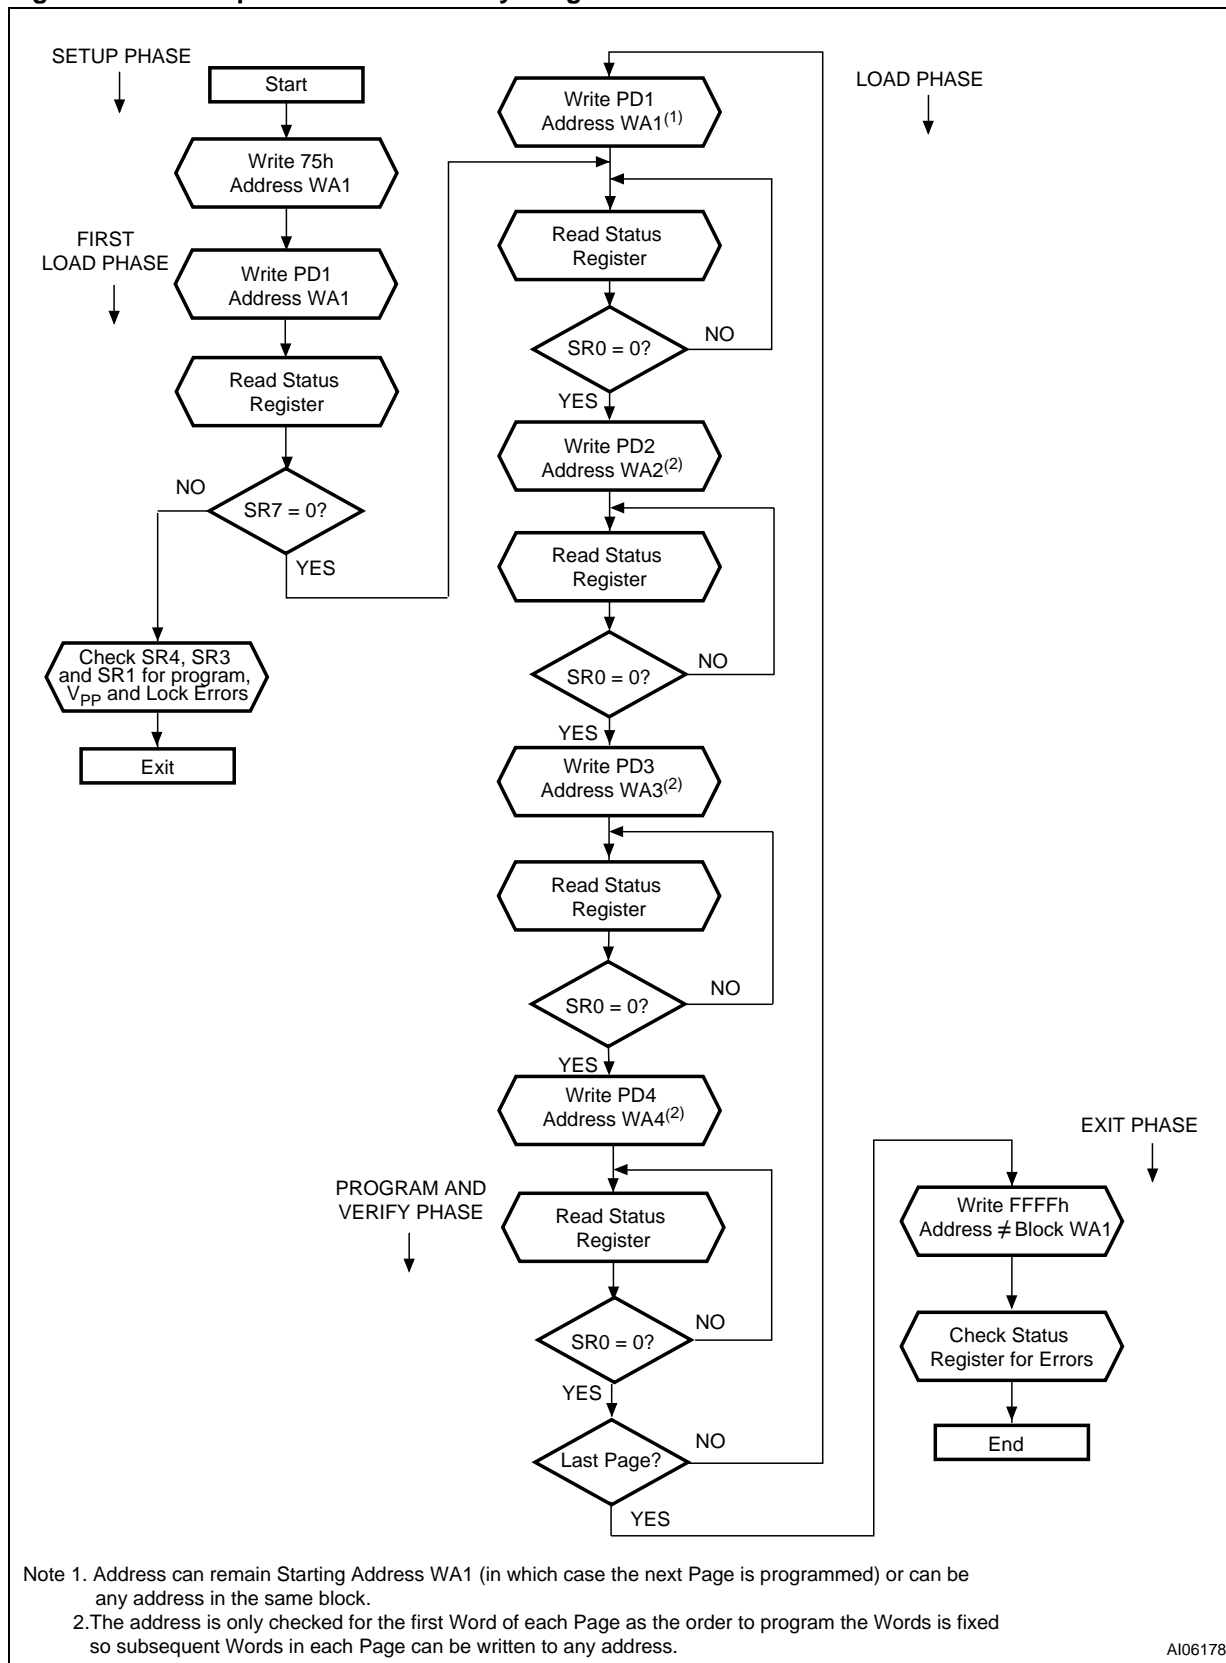 SETUP PHASE
Start
Write 75h
Address WA1
FIRST
LOAD PHASE
Write PD1
Address WA1
Read Status
Register
NO
SR7 = 0?
YES
Check SR4, SR3
and SR1 for program,
VPP and Lock Errors
Exit
LOAD PHASE
Write PD1
Address WA1(1)
Read Status
Register
SR0 = 0?
NO
YES
Write PD2
Address WA2(2)
Read Status
Register
SR0 = 0?
NO
YES
Write PD3
Address WA3(2)
Read Status
Register
SR0 = 0?
NO
YES
Write PD4
Address WA4(2)
PROGRAM AND
VERIFY PHASE
Read Status
Register
SR0 = 0?
NO
YES
Last Page?
NO
YES
EXIT PHASE
Write FFFFh
Address ≠ Block WA1
Check Status
Register for Errors
End
Note 1. Address can remain Starting Address WA1 (in which case the next Page is programmed) or can be
any address in the same block.
2.The address is only checked for the first Word of each Page as the order to program the Words is fixed
so subsequent Words in each Page can be written to any address.
AI06178